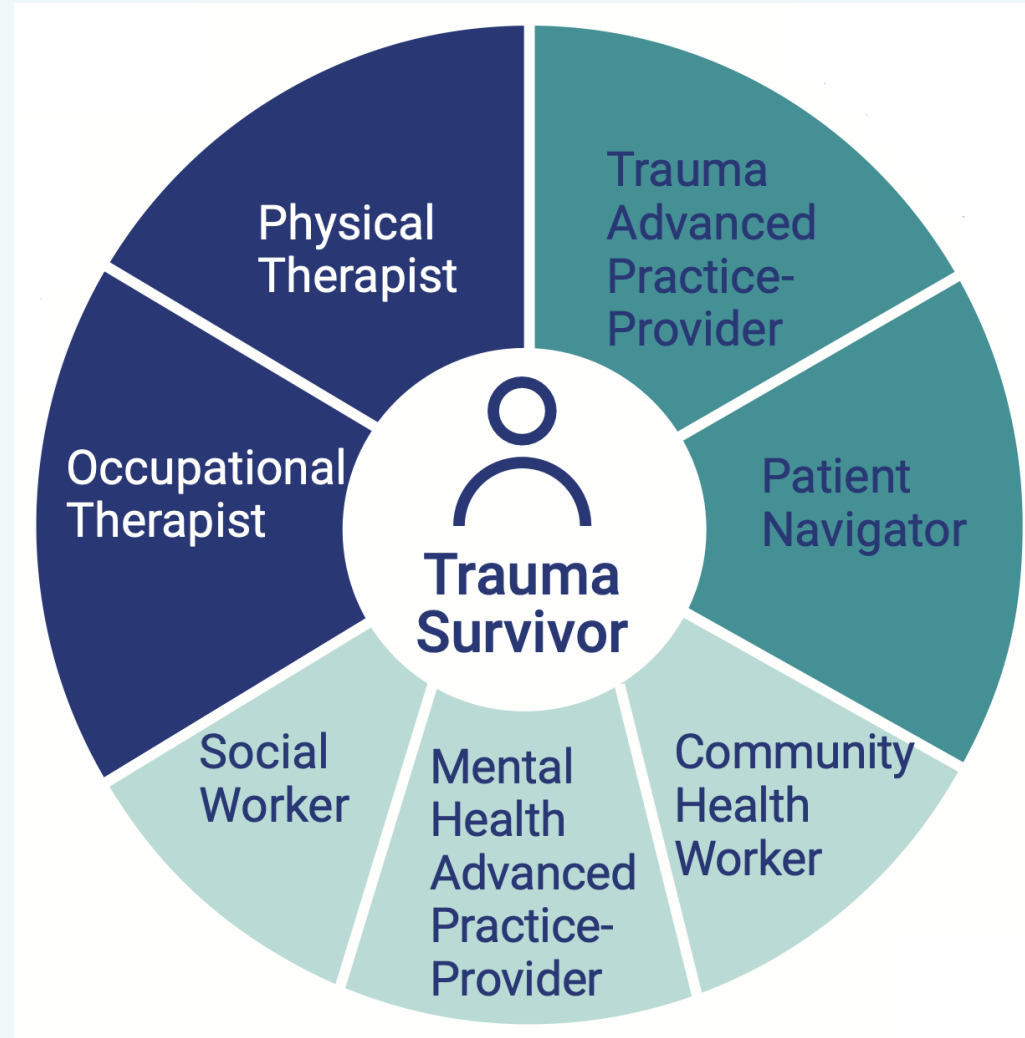 Physical
Therapist
Trauma
Advanced
Practice-
Provider
Occupational
Therapist
Patient
Navigator
Trauma
Survivor
Social
Worker
Mental
Health
Advanced
Practice-
Provider
Community
Health
Worker